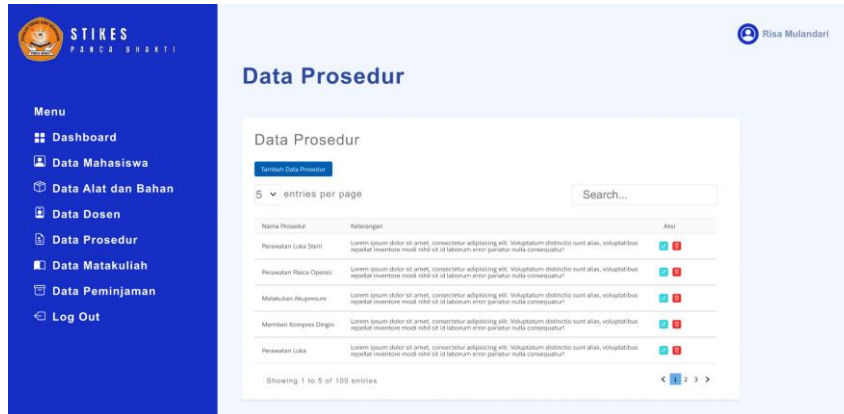 STIKES
PANCA BHAKTI
Risa Mulandari
Data Prosedur
Menu
Dashboard
Data Mahasiswa
Data Alat dan Bahan
Data Dosen
Data Prosedur
Data Matakuliah
Data Peminjaman
Log Out
Data Prosedur
Tambah Data Prosedur
5 entries per page
Search...
Nama Prosedur Keterangan Aksi
Perawatan Luka Steril Lorem ipsum dolor sit amet, consectetur adipisicing elit. Voluptatum distinctio sunt alias, voluptatibus
repellat inventore modi nihil sit id laborum error pariatur nulla consequatur!
Perawatan Pasca Operasi Lorem ipsum dolor sit amet, consectetur adipisicing elit. Voluptatum distinctio sunt alias, voluptatibus
repellat inventore modi nihil sit id laborum error pariatur nulla consequatur!
Melakukan Akupresure Lorem ipsum dolor sit amet, consectetur adipisicing elit. Voluptatum distinctio sunt alias, voluptatibus
repellat inventore modi nihil sit id laborum error pariatur nulla consequatur!
Memberi Kompres Dingin Lorem ipsum dolor sit amet, consectetur adipisicing elit. Voluptatum distinctio sunt alias, voluptatibus
repellat inventore modi nihil sit id laborum error pariatur nulla consequatur!
Perawatan Luka Lorem ipsum dolor sit amet, consectetur adipisicing elit. Voluptatum distinctio sunt alias, voluptatibus
repellat inventore modi nihil sit id laborum error pariatur nulla consequatur!
Showing 1 to 5 of 100 entries
< 1 2 3 >